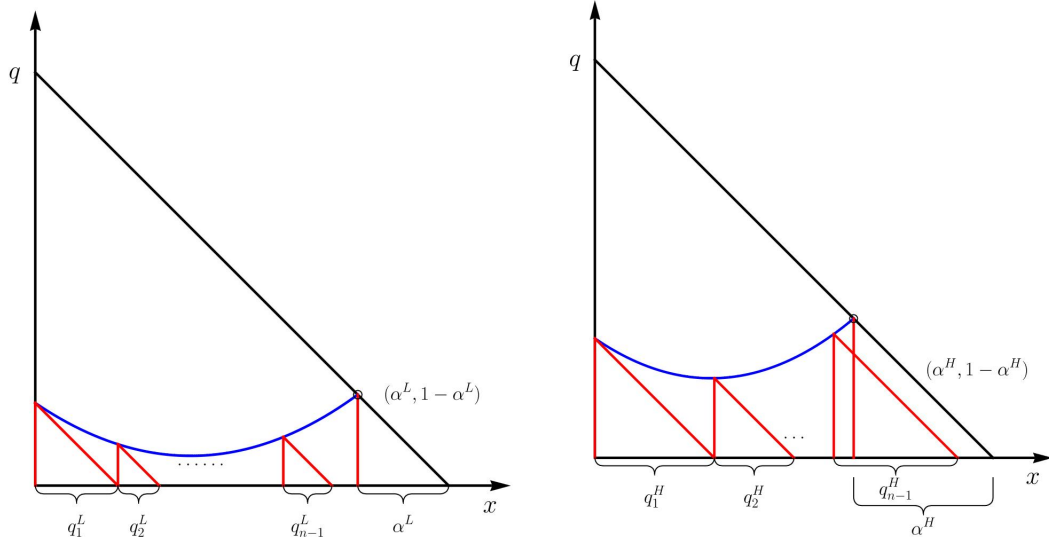 q
(α^L, 1 − α^L)
......
x
q_1^L
q_2^L
q_{n−1}^L
α^L
q
(α^H, 1 − α^H)
...
x
q_1^H
q_2^H
q_{n−1}^H
α^H